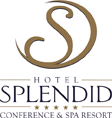 HOTEL
SPLENDID
CONFERENCE & SPA RESORT